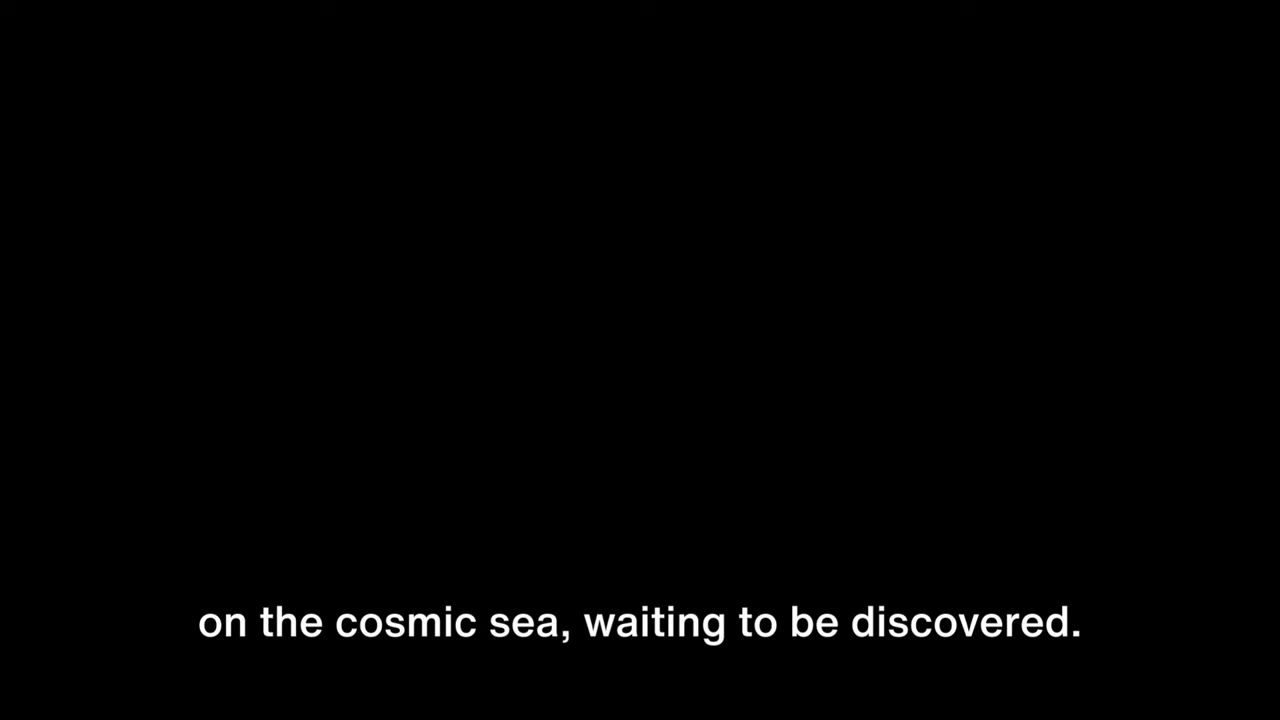 on the cosmic sea, waiting to be discovered.